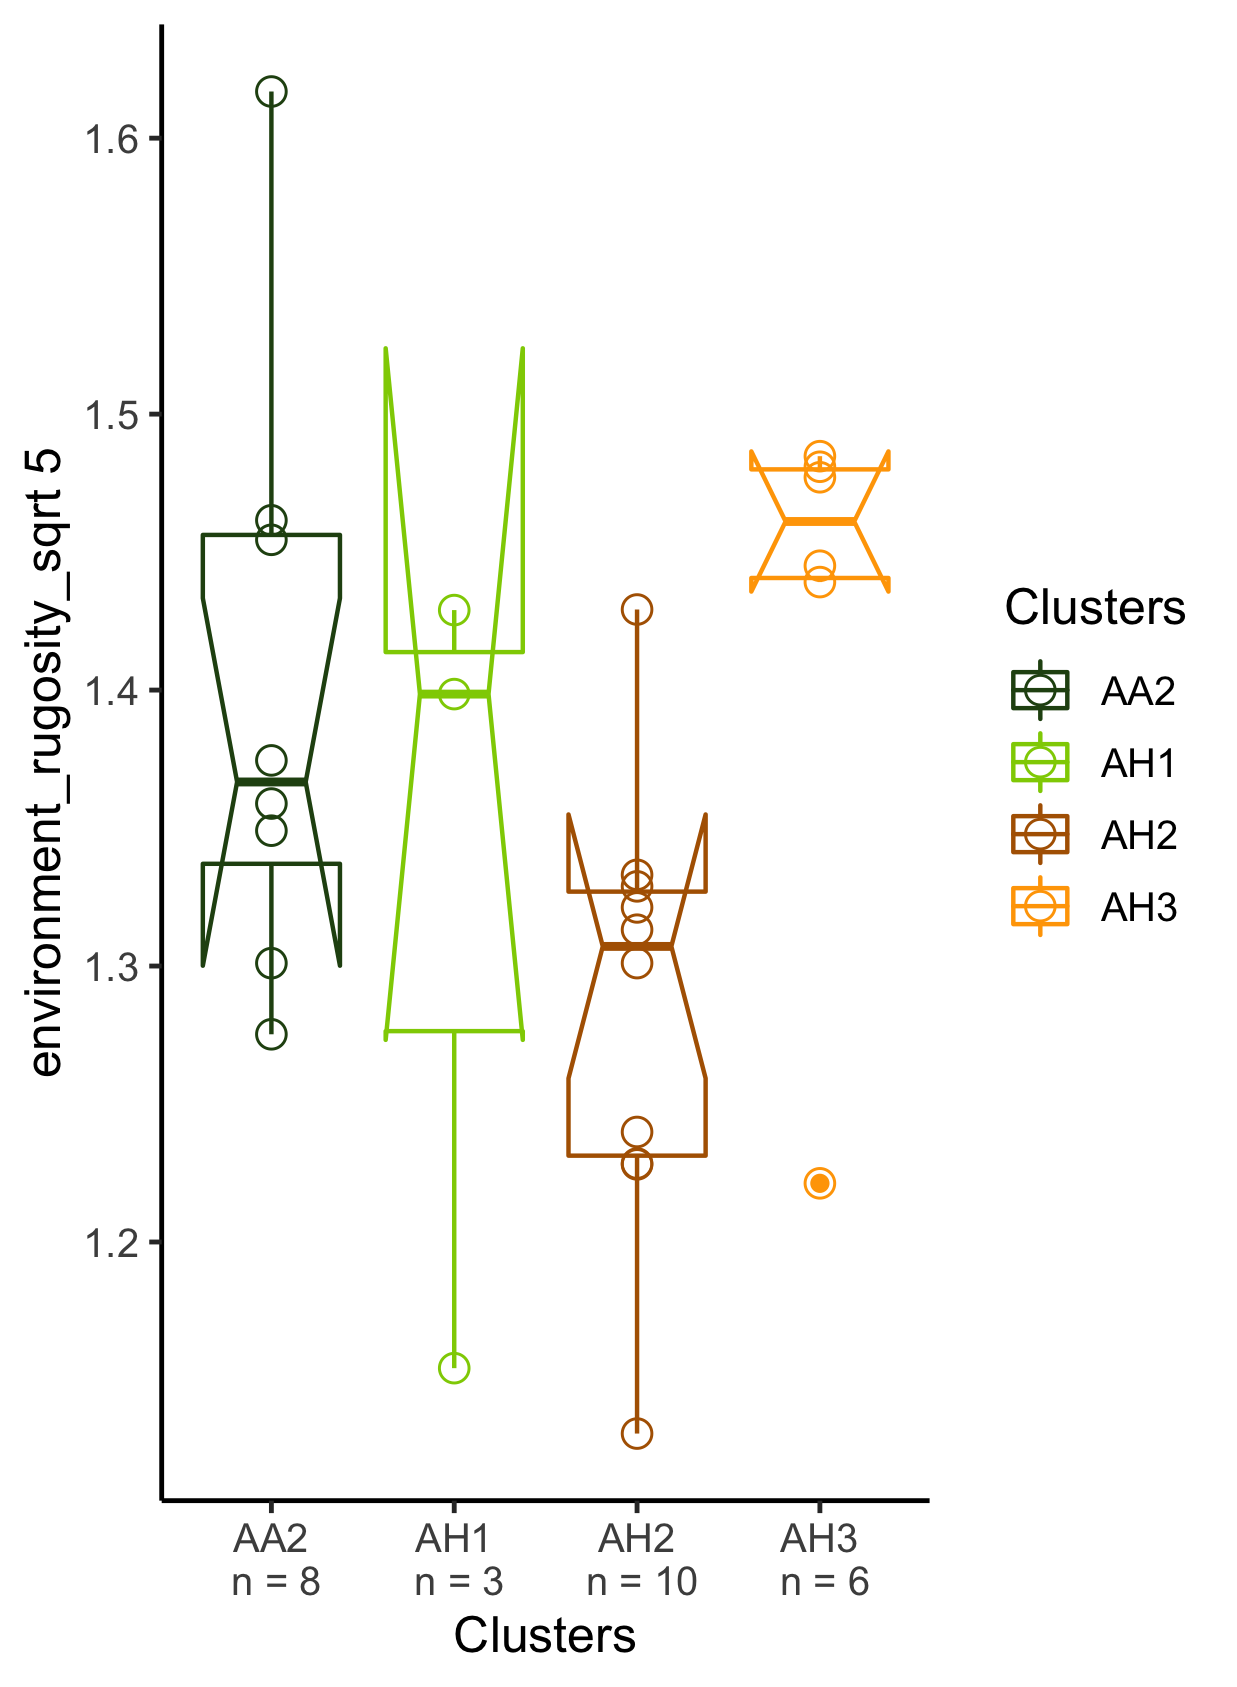 environment_rugosity_sqrt 5
1.6
1.5
1.4
1.3
1.2
AA2
n = 8
AH1
n = 3
AH2
n = 10
AH3
n = 6
Clusters
Clusters
AA2
AH1
AH2
AH3